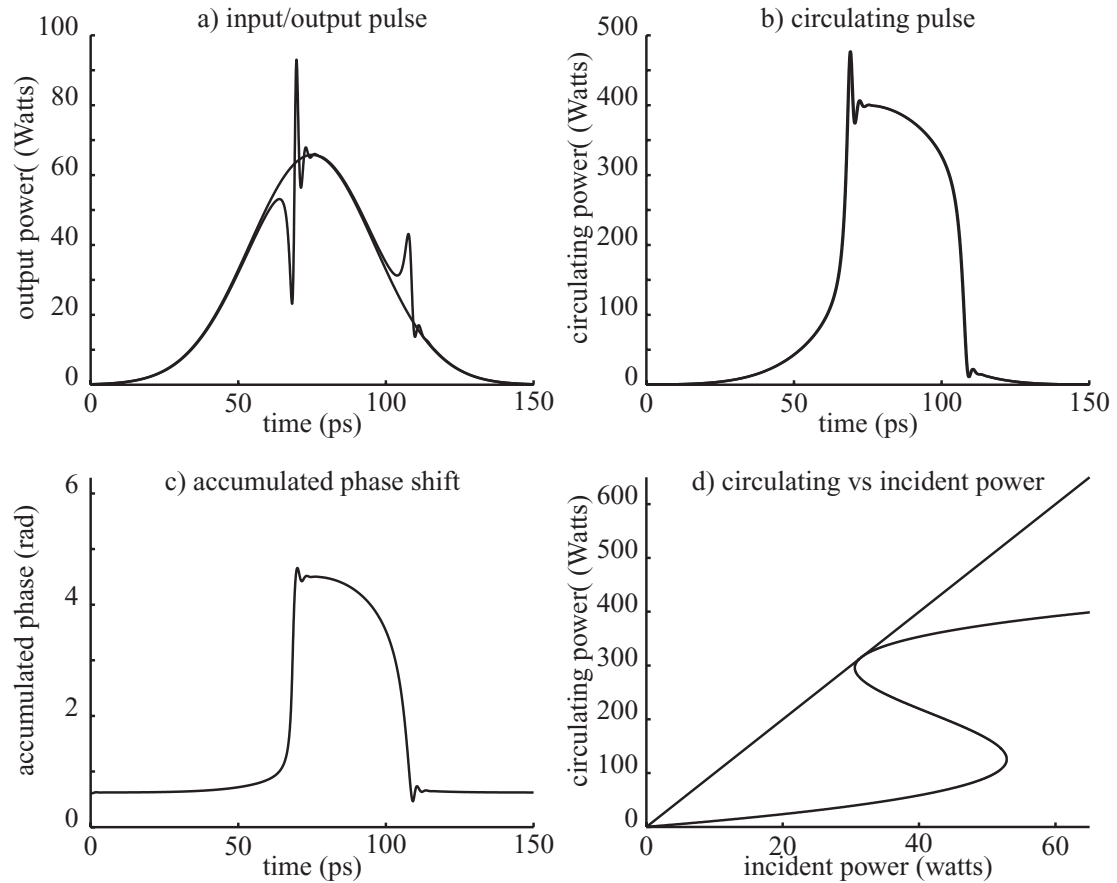 a) input/output pulse
100
80
60
40
20
0
output power( (Watts)
0 50 100 150
time (ps)
b) circulating pulse
500
400
300
200
100
0
circulating power( (Watts)
0 50 100 150
time (ps)
c) accumulated phase shift
6
4
2
0
accumulated phase (rad)
0 50 100 150
time (ps)
d) circulating vs incident power
600
500
400
300
200
100
0
circulating power( (Watts)
0 20 40 60
incident power (watts)